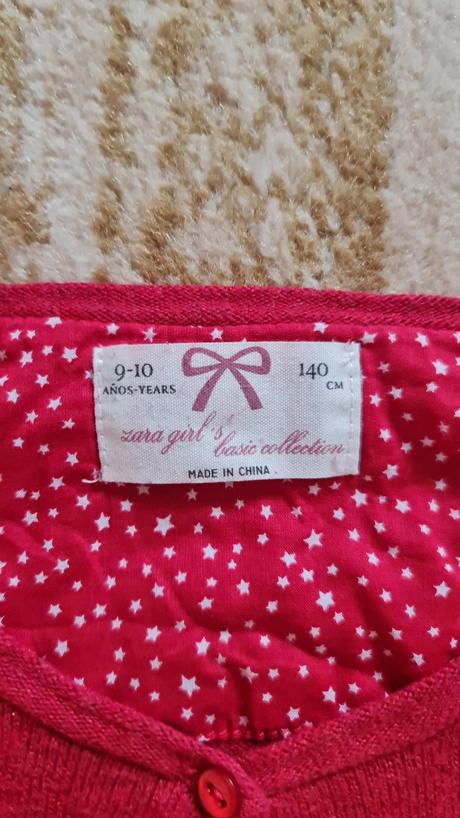 9-10
AÑOS-YEARS
140
CM
zara girl's basic collection
MADE IN CHINA